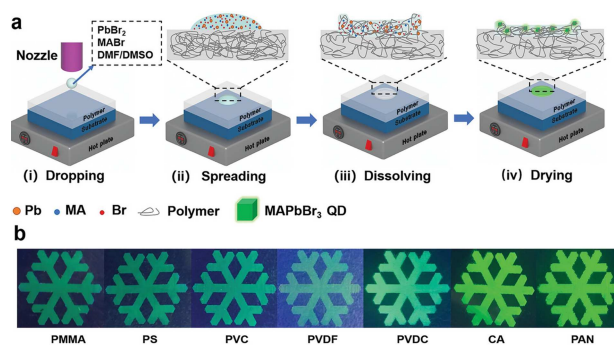 a
Nozzle
PbBr₂
MABr
DMF/DMSO
Polymer
Substrate
Hot plate
Polymer
Substrate
Hot plate
Polymer
Substrate
Hot plate
Polymer
Substrate
Hot plate
(i) Dropping
(ii) Spreading
(iii) Dissolving
(iv) Drying
Pb
MA
Br
Polymer
MAPbBr₃ QD
b
PMMA
PS
PVC
PVDF
PVDC
CA
PAN